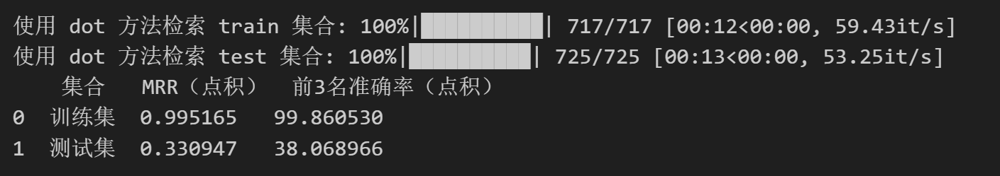 使用 dot 方法检索 train 集合: 100%|██████████| 717/717 [00:12<00:00, 59.43it/s]
使用 dot 方法检索 test 集合: 100%|██████████| 725/725 [00:13<00:00, 53.25it/s]
集合 MRR（点积） 前3名准确率（点积）
0 训练集 0.995165 99.860530
1 测试集 0.330947 38.068966